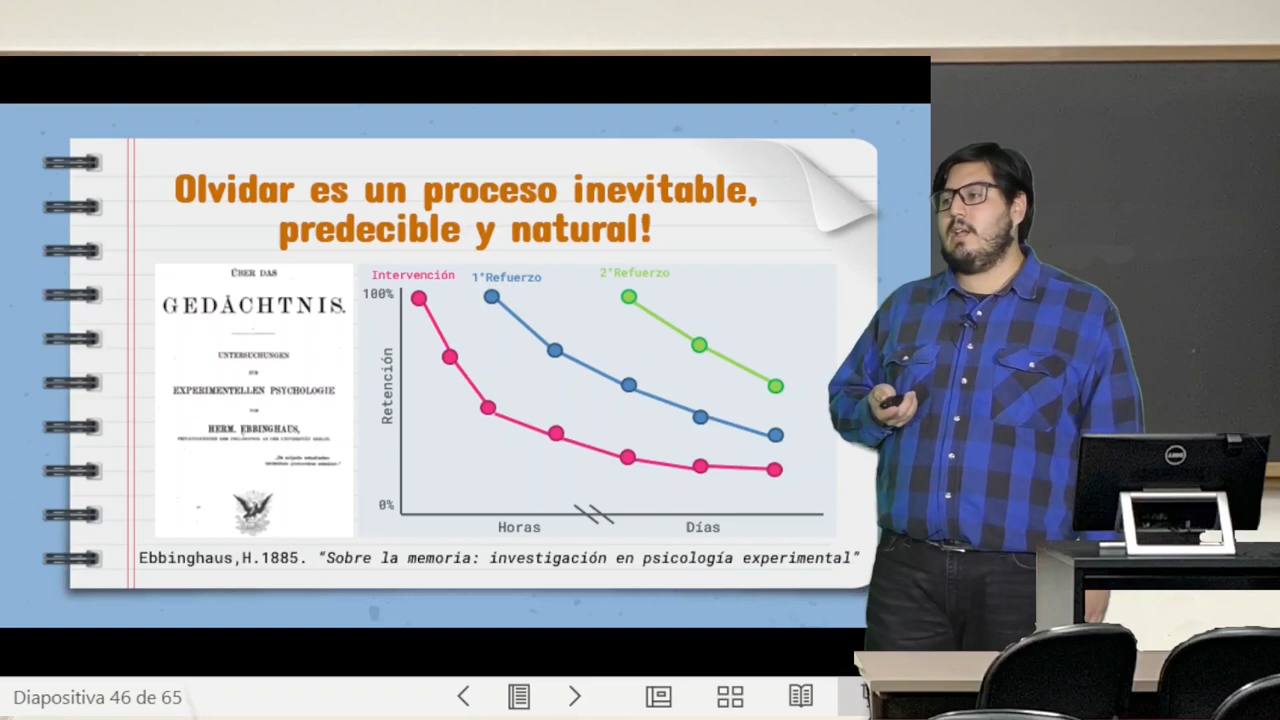 Olvidar es un proceso inevitable,
predecible y natural!
ÜBER DAS
GEDÄCHTNIS.
UNTERSUCHUNGEN
ZUR
EXPERIMENTELLEN PSYCHOLOGIE
VON
HERM. EBBINGHAUS,
Intervención
1°Refuerzo
2°Refuerzo
100%
Retención
0%
Horas
Días
Ebbinghaus,H.1885. "Sobre la memoria: investigación en psicología experimental"
Diapositiva 46 de 65
DELL